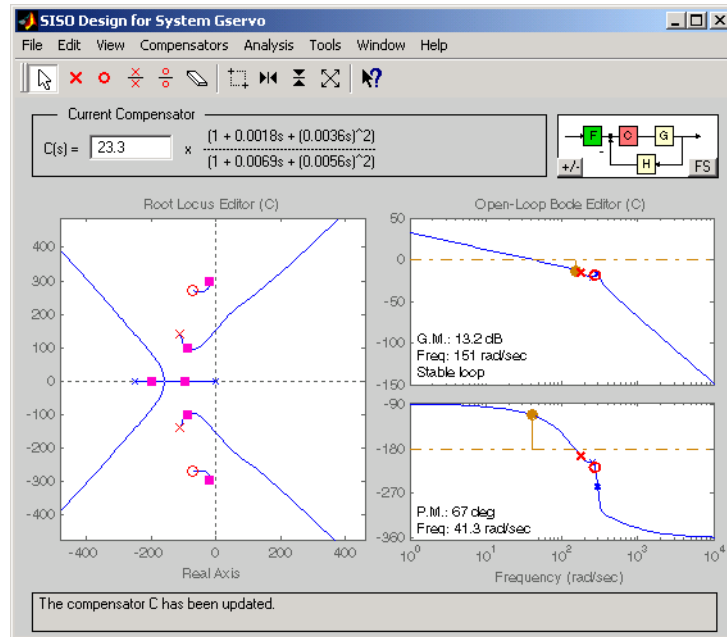 SISO Design for System Gservo
File Edit View Compensators Analysis Tools Window Help
Current Compensator
C(s) = 23.3 x (1 + 0.0018s + (0.0036s)^2)
(1 + 0.0069s + (0.0056s)^2)
F C G
H
+/- FS
Root Locus Editor (C)
400
300
200
100
0
-100
-200
-300
-400
-400 -200 0 200 400
Real Axis
Open-Loop Bode Editor (C)
50
0
-50
-100
-150
G.M.: 13.2 dB
Freq: 151 rad/sec
Stable loop
-90
-180
-270
-360
P.M.: 67 deg
Freq: 41.3 rad/sec
10^0 10^1 10^2 10^3 10^4
Frequency (rad/sec)
The compensator C has been updated.